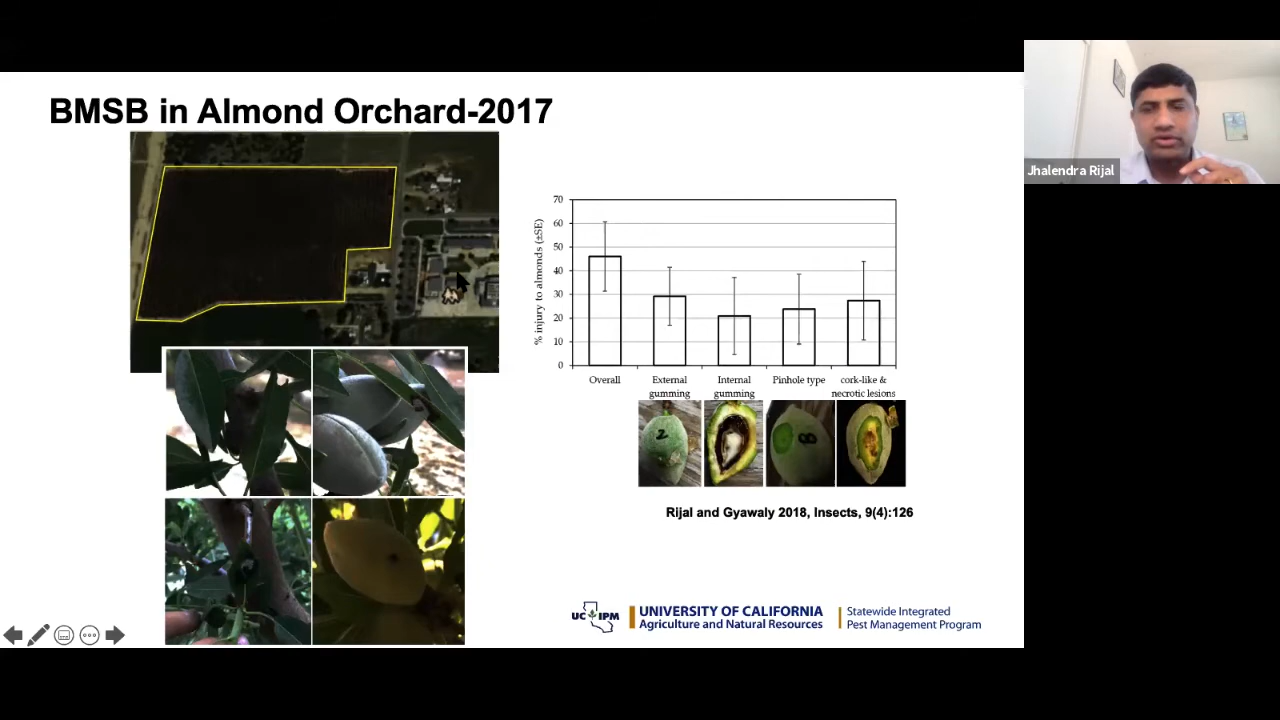 BMSB in Almond Orchard-2017
Jhalendra Rijal
% injury to almonds (±SE)
70
60
50
40
30
20
10
0
Overall
External gumming
Internal gumming
Pinhole type
cork-like & necrotic lesions
2
8
Rijal and Gyawaly 2018, Insects, 9(4):126
UC IPM
UNIVERSITY OF CALIFORNIA
Agriculture and Natural Resources
Statewide Integrated
Pest Management Program